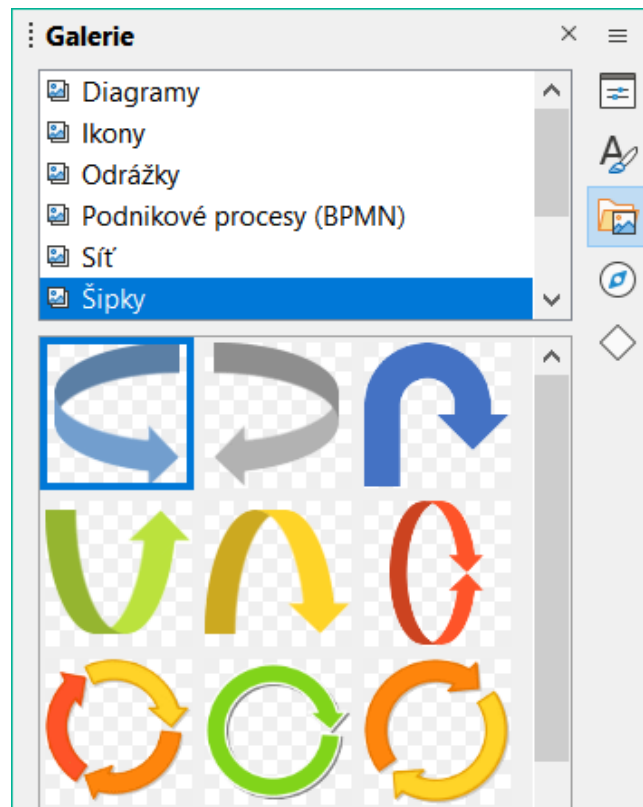 Galerie
Diagramy
Ikony
Odrážky
Podnikové procesy (BPMN)
Síť
Šipky